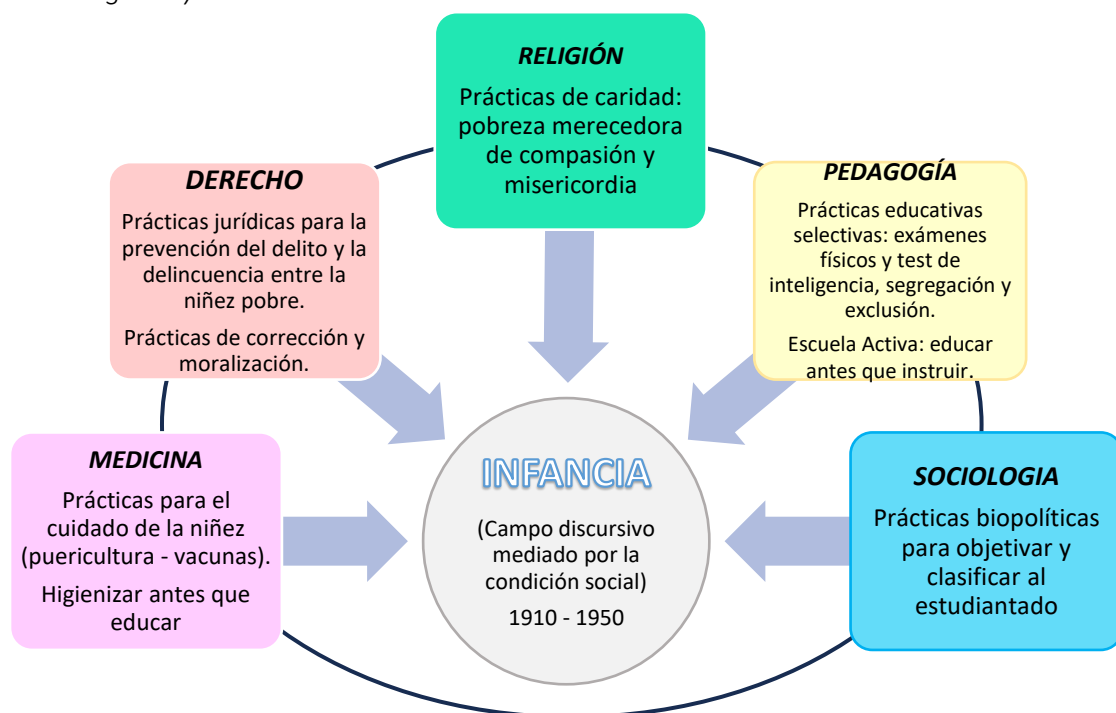 RELIGIÓN
Prácticas de caridad:
pobreza merecedora
de compasión y
misericordia
DERECHO
Prácticas jurídicas para la
prevención del delito y la
delincuencia entre la
niñez pobre.
Prácticas de corrección y
moralización.
PEDAGOGÍA
Prácticas educativas
selectivas: exámenes
físicos y test de
inteligencia, segregación y
exclusión.
Escuela Activa: educar
antes que instruir.
MEDICINA
Prácticas para el
cuidado de la niñez
(puericultura - vacunas).
Higienizar antes que
educar
INFANCIA
(Campo discursivo
mediado por la
condición social)
1910 - 1950
SOCIOLOGIA
Prácticas biopolíticas
para objetivar y
clasificar al
estudiantado